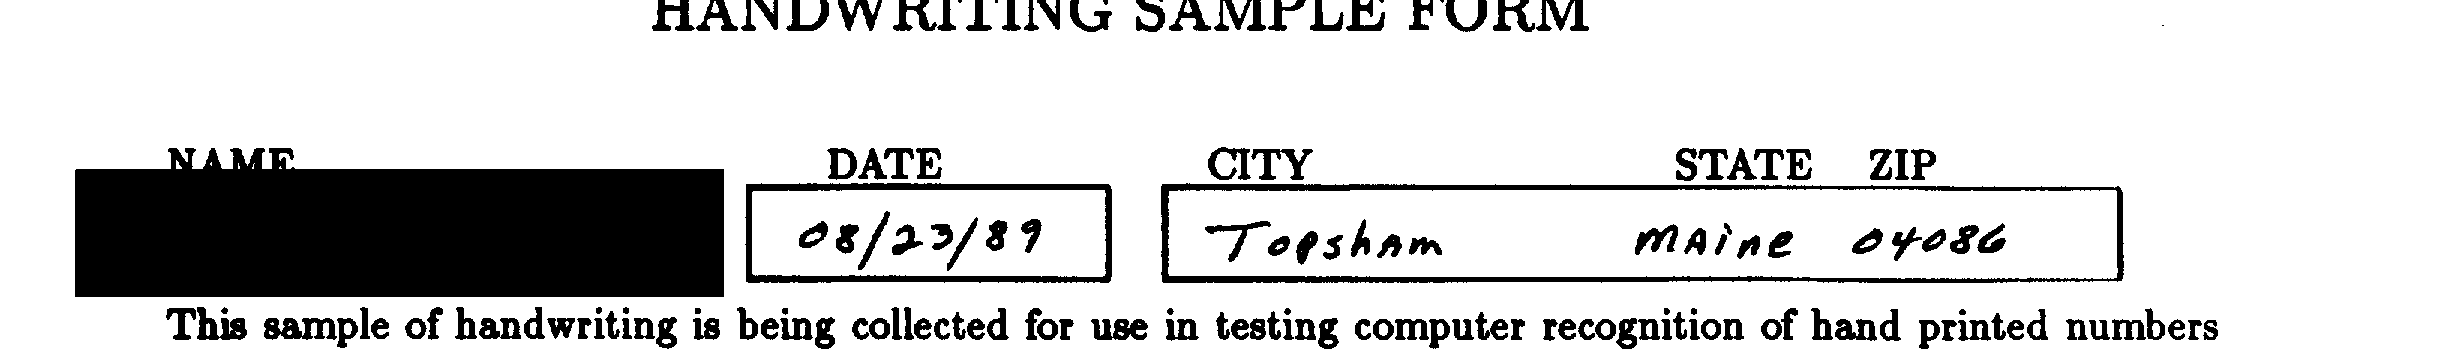 HANDWRITING SAMPLE FORM
NAME DATE CITY STATE ZIP
08/23/89 Topsham MAine 04086
This sample of handwriting is being collected for use in testing computer recognition of hand printed numbers